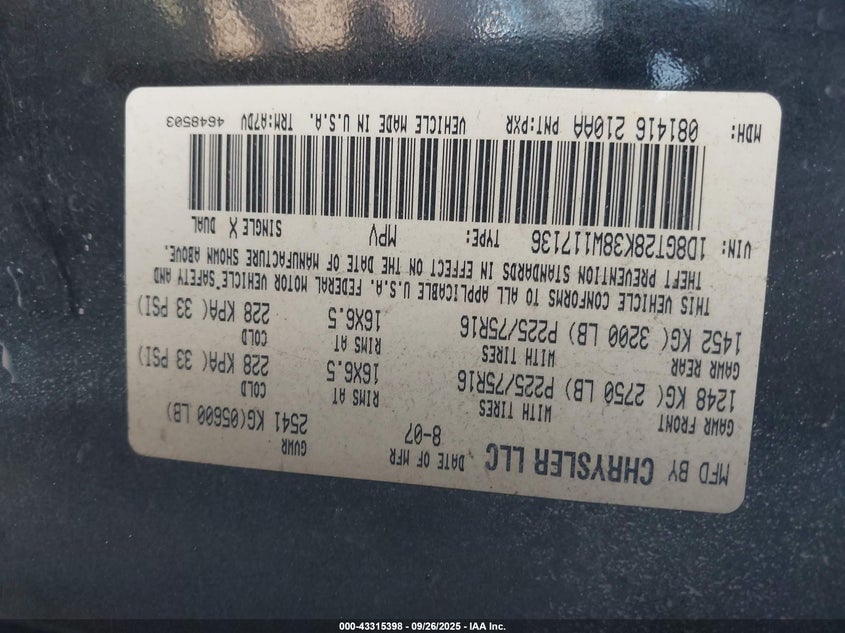 MFD BY CHRYSLER LLC DATE OF MFR 8-07 GVWR 2541 KG(05600 LB)
GAWR FRONT WITH TIRES RIMS AT COLD
1248 KG( 2750 LB) P225/75R16 16X6.5 228 KPA( 33 PSI)
GAWR REAR WITH TIRES RIMS AT COLD
1452 KG( 3200 LB) P225/75R16 16X6.5 228 KPA( 33 PSI)
THIS VEHICLE CONFORMS TO ALL APPLICABLE U.S.A. FEDERAL MOTOR VEHICLE SAFETY AND
THEFT PREVENTION STANDARDS IN EFFECT ON THE DATE OF MANUFACTURE SHOWN ABOVE.
VIN: 1D8GT28K38W117136 TYPE: MPV SINGLE X DUAL
MDH: 081416 210AA PNT:PXR VEHICLE MADE IN U.S.A. TRM:A7DV 4648503
000-43315398 - 09/26/2025 - IAA Inc.